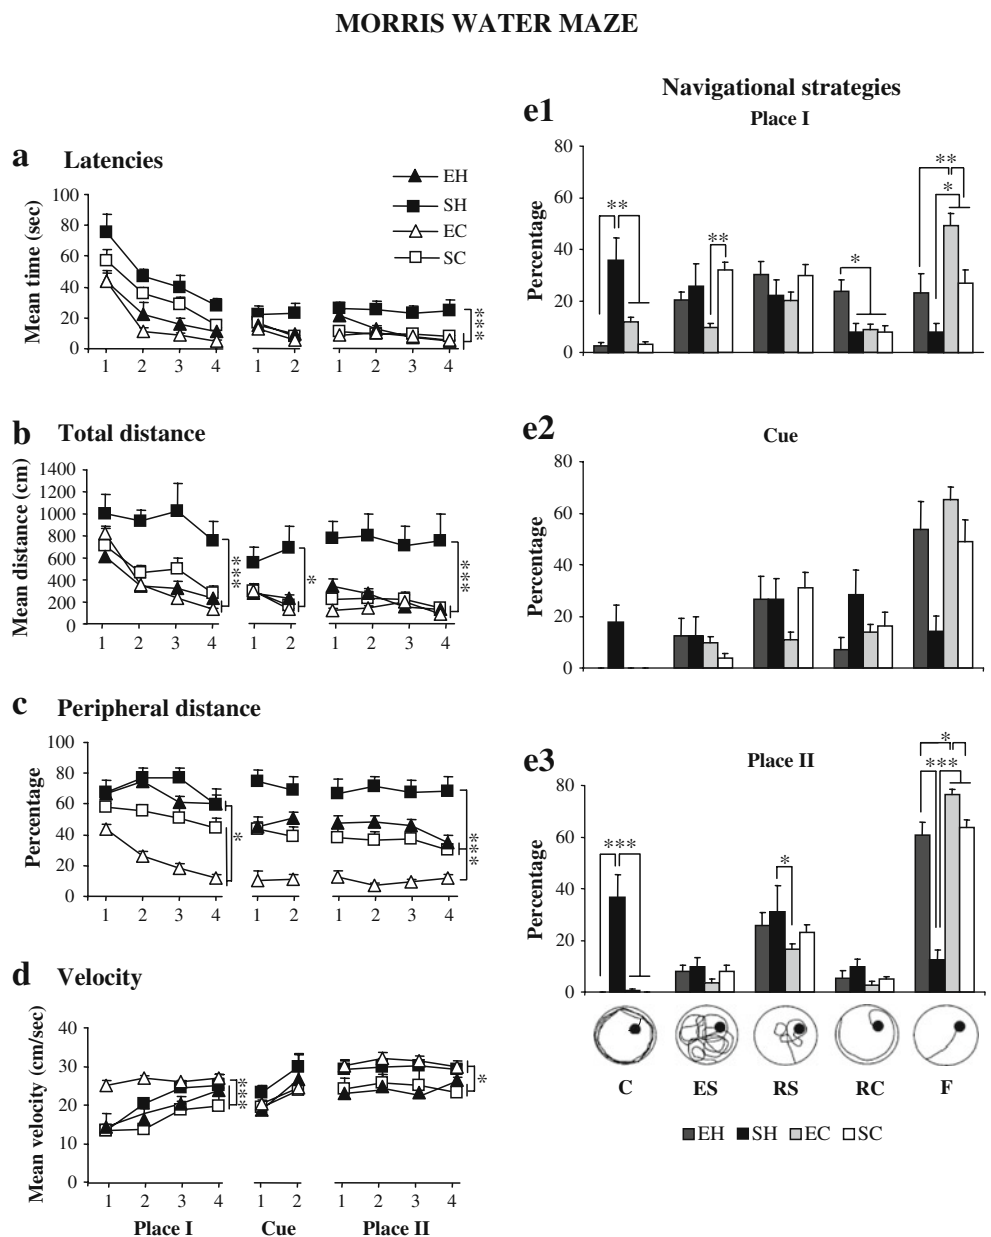 MORRIS WATER MAZE
a Latencies
EH
SH
EC
SC
Mean time (sec)
100
80
60
40
20
0
1 2 3 4 1 2 1 2 3 4
***
b Total distance
Mean distance (cm)
1400
1200
1000
800
600
400
200
0
1 2 3 4 1 2 1 2 3 4
*** * ***
c Peripheral distance
Percentage
100
80
60
40
20
0
1 2 3 4 1 2 1 2 3 4
* ***
d Velocity
Mean velocity (cm/sec)
40
30
20
10
0
1 2 3 4 1 2 1 2 3 4
*** *
Place I Cue Place II
Navigational strategies
e1 Place I
Percentage
80
60
40
20
0
** ** * ** *
e2 Cue
Percentage
80
60
40
20
0
e3 Place II
Percentage
80
60
40
20
0
*** * * ***
C ES RS RC F
EH SH EC SC